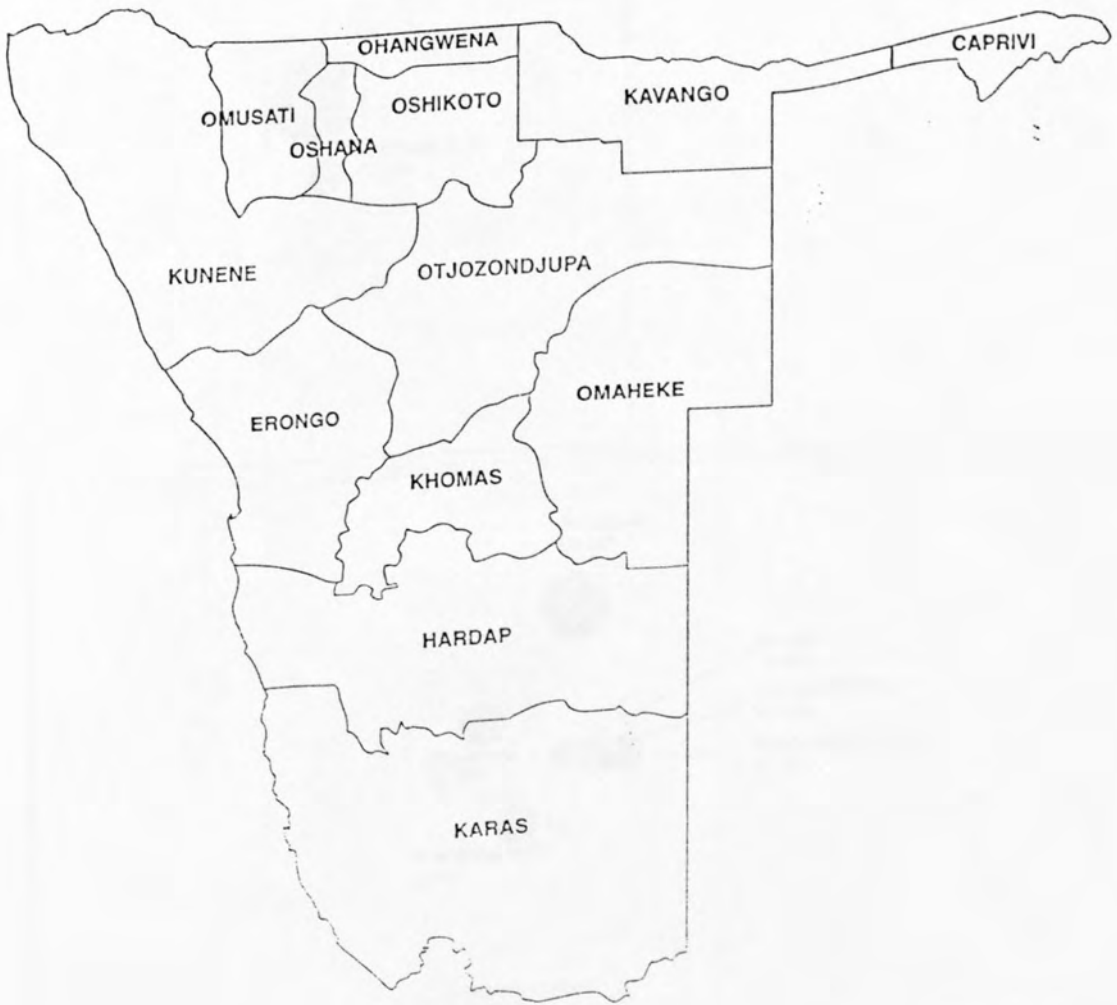 OHANGWENA
CAPRIVI
OMUSATI
OSHIKOTO
KAVANGO
OSHANA
KUNENE
OTJOZONDJUPA
ERONGO
OMAHEKE
KHOMAS
HARDAP
KARAS